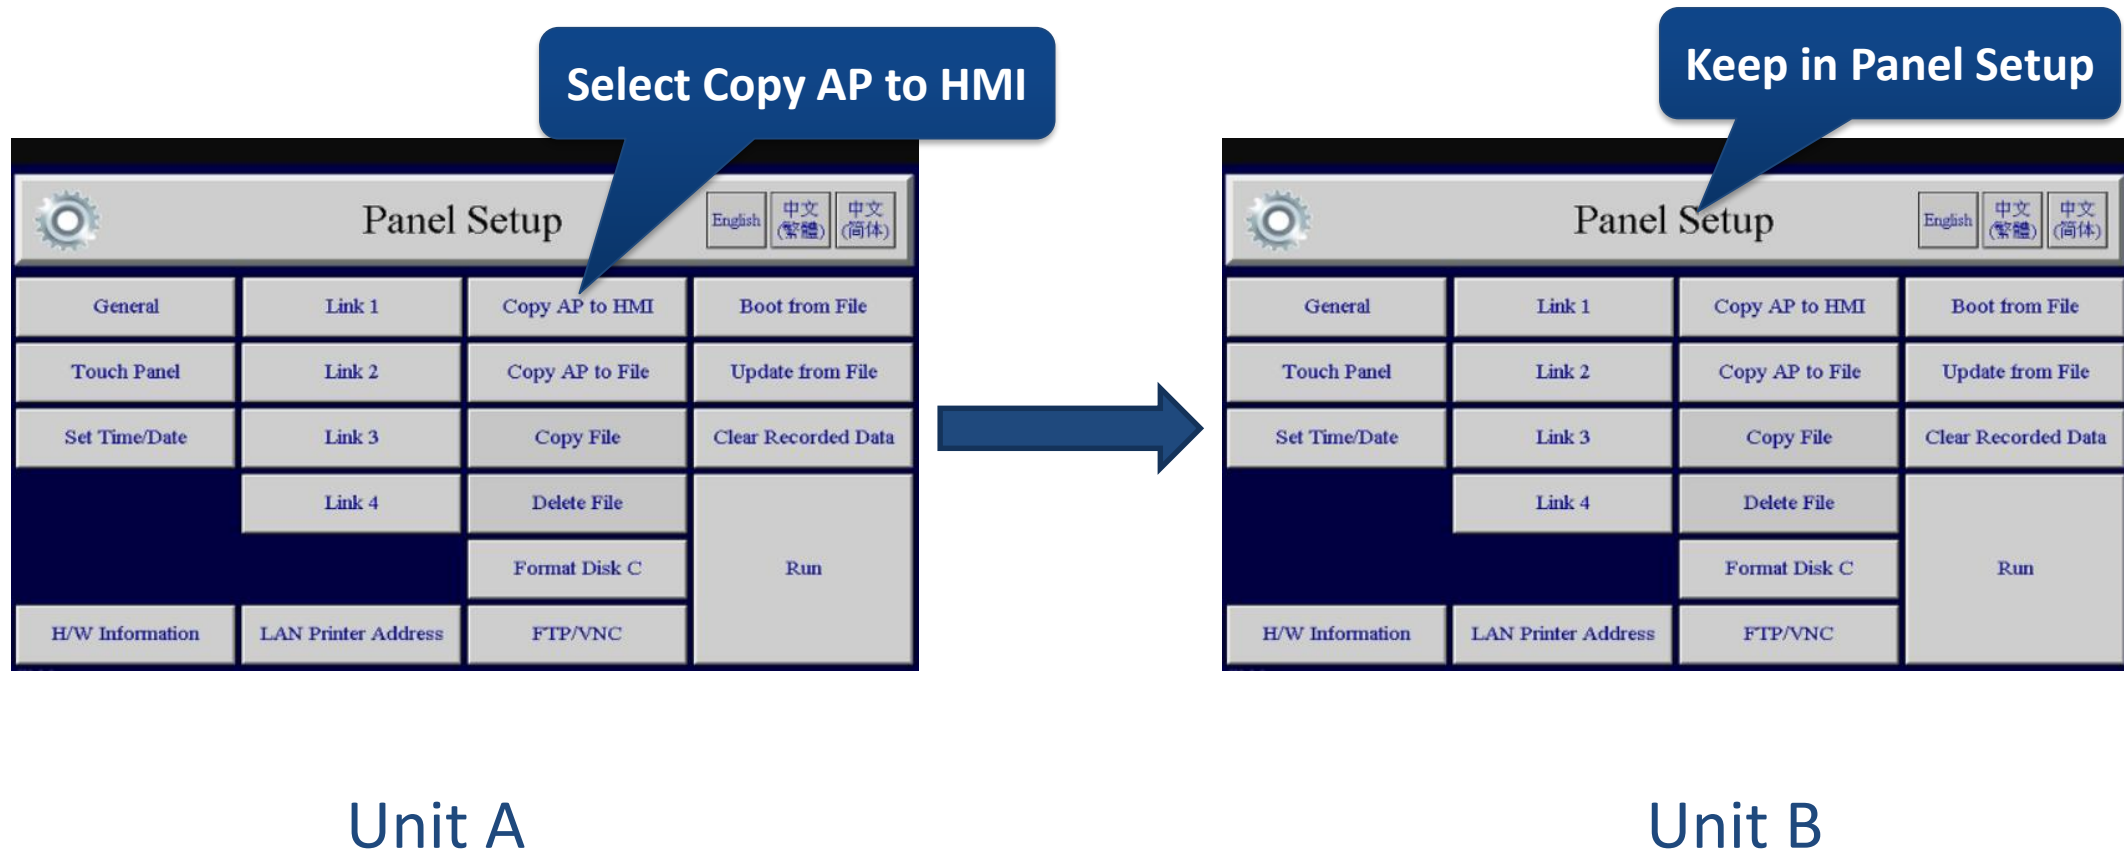 Select Copy AP to HMI
Keep in Panel Setup
Panel Setup
English
中文
(繁體)
中文
(简体)
General
Link 1
Copy AP to HMI
Boot from File
Touch Panel
Link 2
Copy AP to File
Update from File
Set Time/Date
Link 3
Copy File
Clear Recorded Data
Link 4
Delete File
Format Disk C
Run
H/W Information
LAN Printer Address
FTP/VNC
Panel Setup
English
中文
(繁體)
中文
(简体)
General
Link 1
Copy AP to HMI
Boot from File
Touch Panel
Link 2
Copy AP to File
Update from File
Set Time/Date
Link 3
Copy File
Clear Recorded Data
Link 4
Delete File
Format Disk C
Run
H/W Information
LAN Printer Address
FTP/VNC
Unit A
Unit B